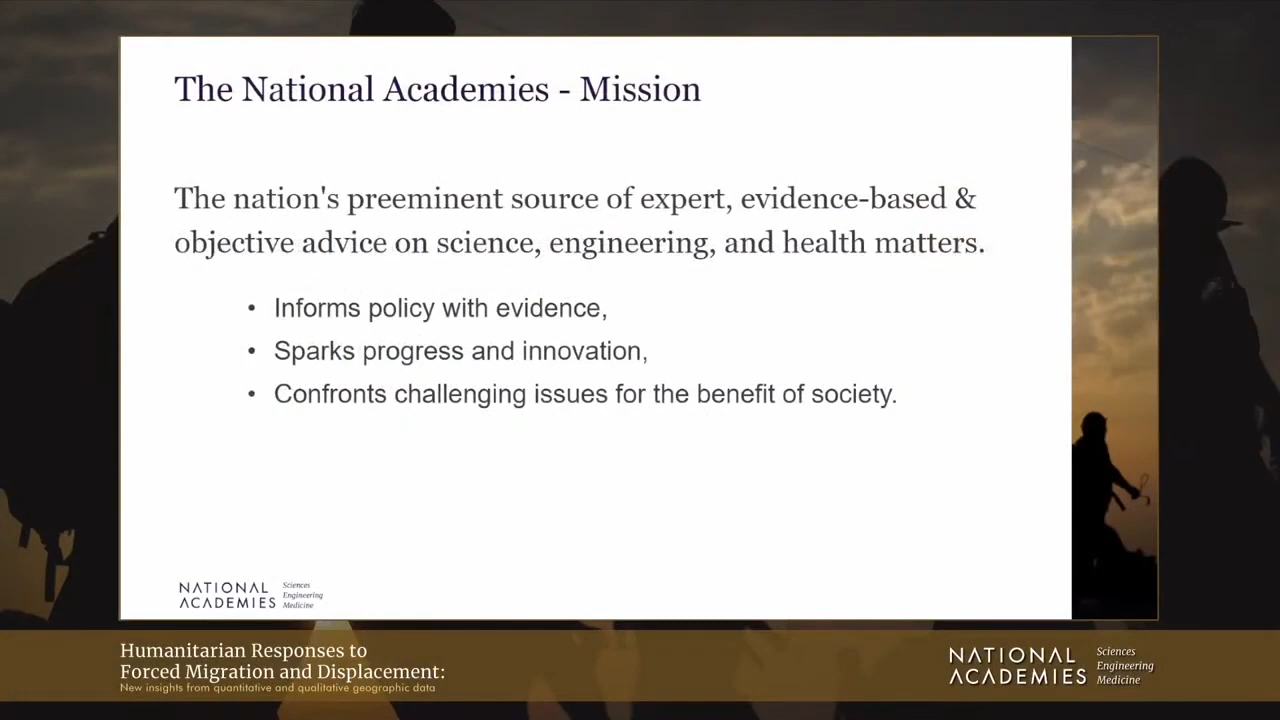 The National Academies - Mission
The nation's preeminent source of expert, evidence-based &
objective advice on science, engineering, and health matters.
• Informs policy with evidence,
• Sparks progress and innovation,
• Confronts challenging issues for the benefit of society.
NATIONAL
ACADEMIES
Sciences
Engineering
Medicine
Humanitarian Responses to
Forced Migration and Displacement:
New insights from quantitative and qualitative geographic data
NATIONAL
ACADEMIES
Sciences
Engineering
Medicine